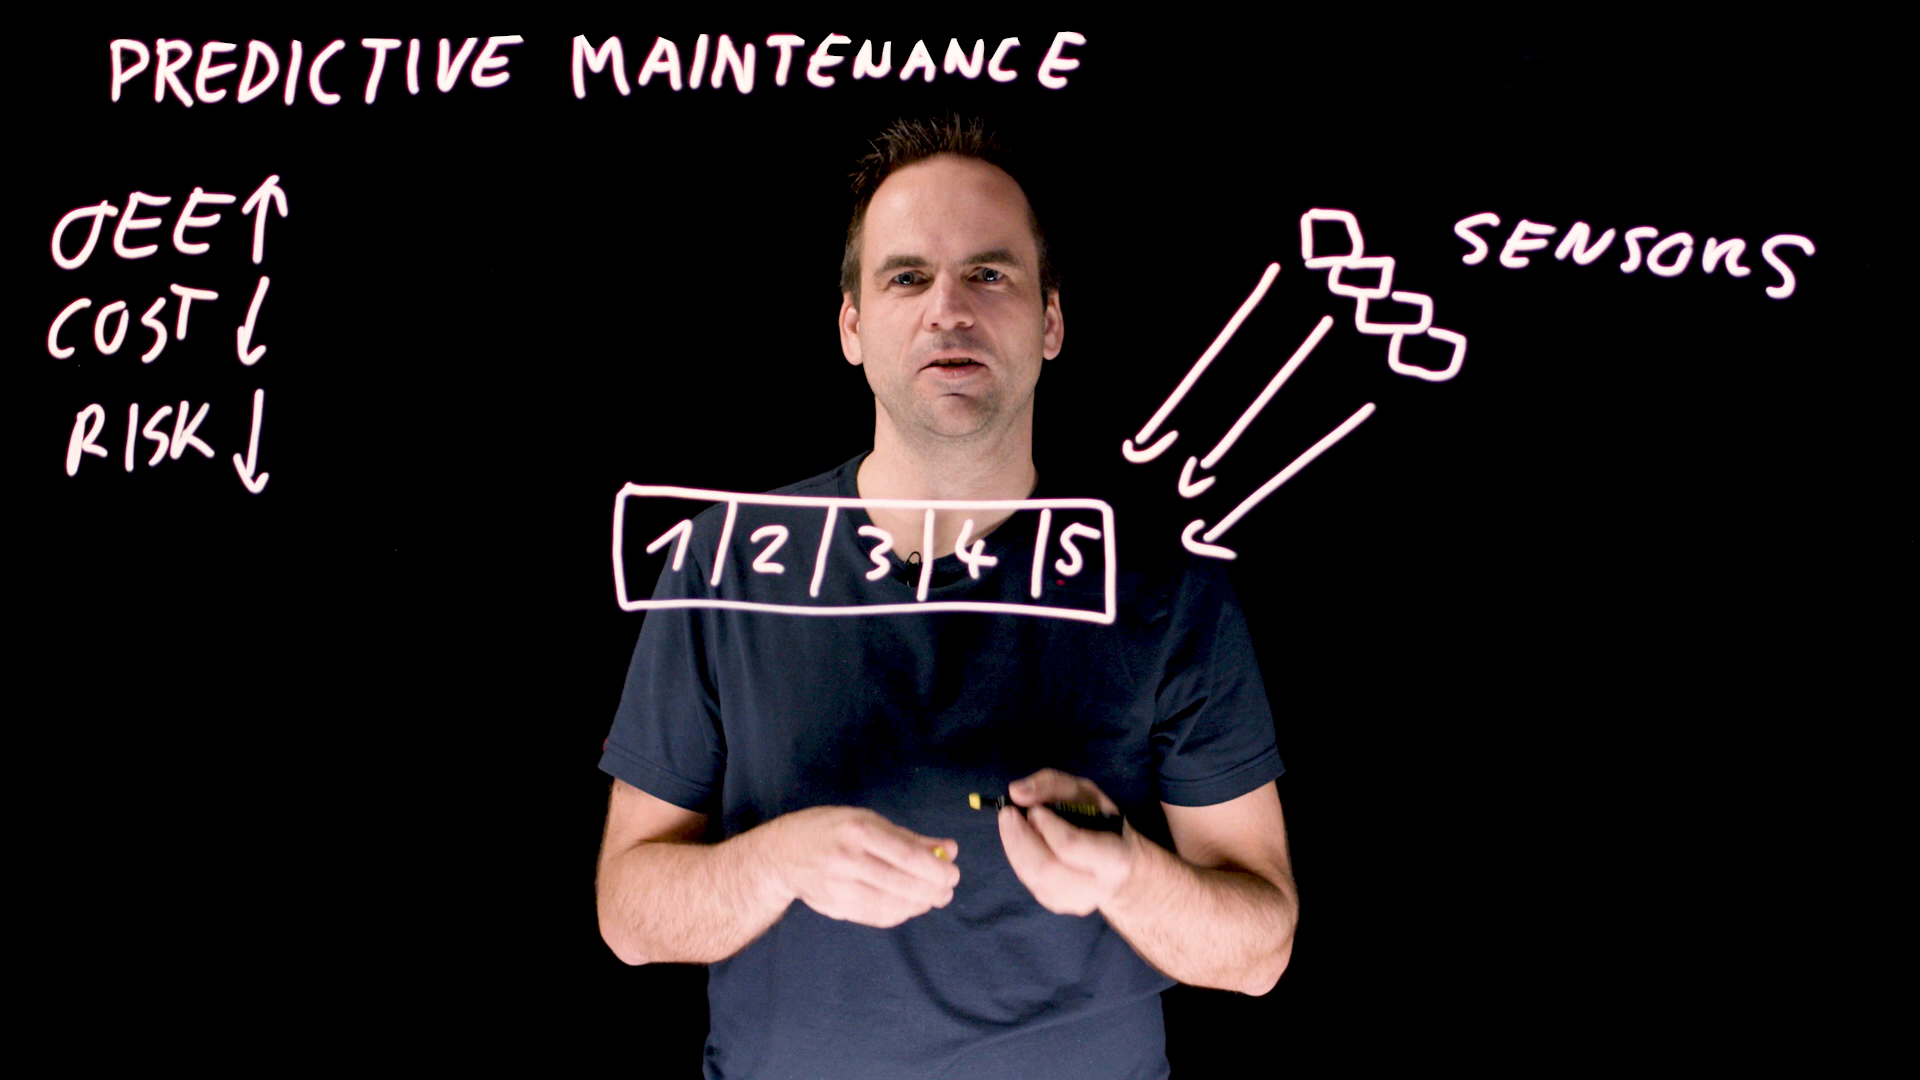 PREDICTIVE MAINTENANCE
OEE↑
COST↓
RISK↓
SENSORS
1 2 3 4 5